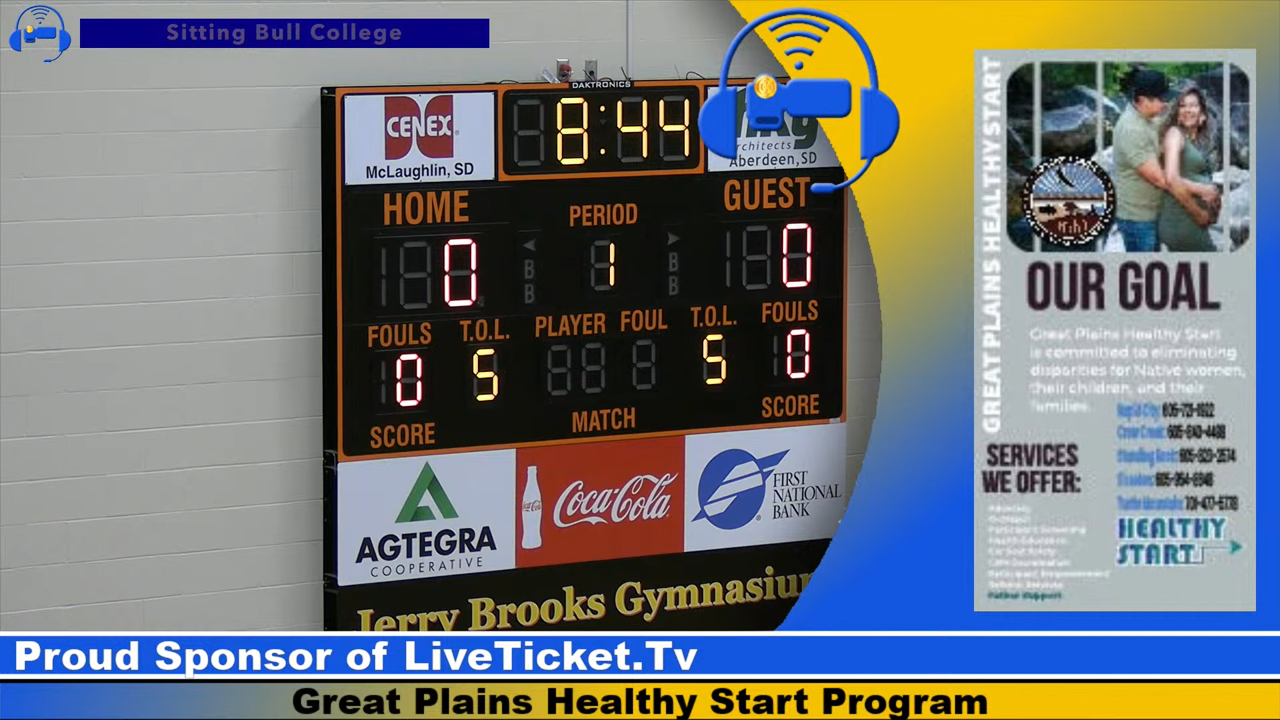 Sitting Bull College
DAKTRONICS
CENEX
McLaughlin, SD
8:44
Aberdeen, SD
HOME
PERIOD
GUEST
0
1
0
B
B
B
B
FOULS
T.O.L.
PLAYER
FOUL
T.O.L.
FOULS
0
5
5
0
SCORE
MATCH
SCORE
AGTEGRA
COOPERATIVE
Coca-Cola
FIRST
NATIONAL
BANK
Jerry Brooks
GREAT PLAINS HEALTHY START
OUR GOAL
Great Plains Healthy Start
is committed to eliminating
disparities for Native women,
their children, and their
families.
SERVICES
WE OFFER:
HEALTHY
START
Proud Sponsor of LiveTicket.Tv
Great Plains Healthy Start Program